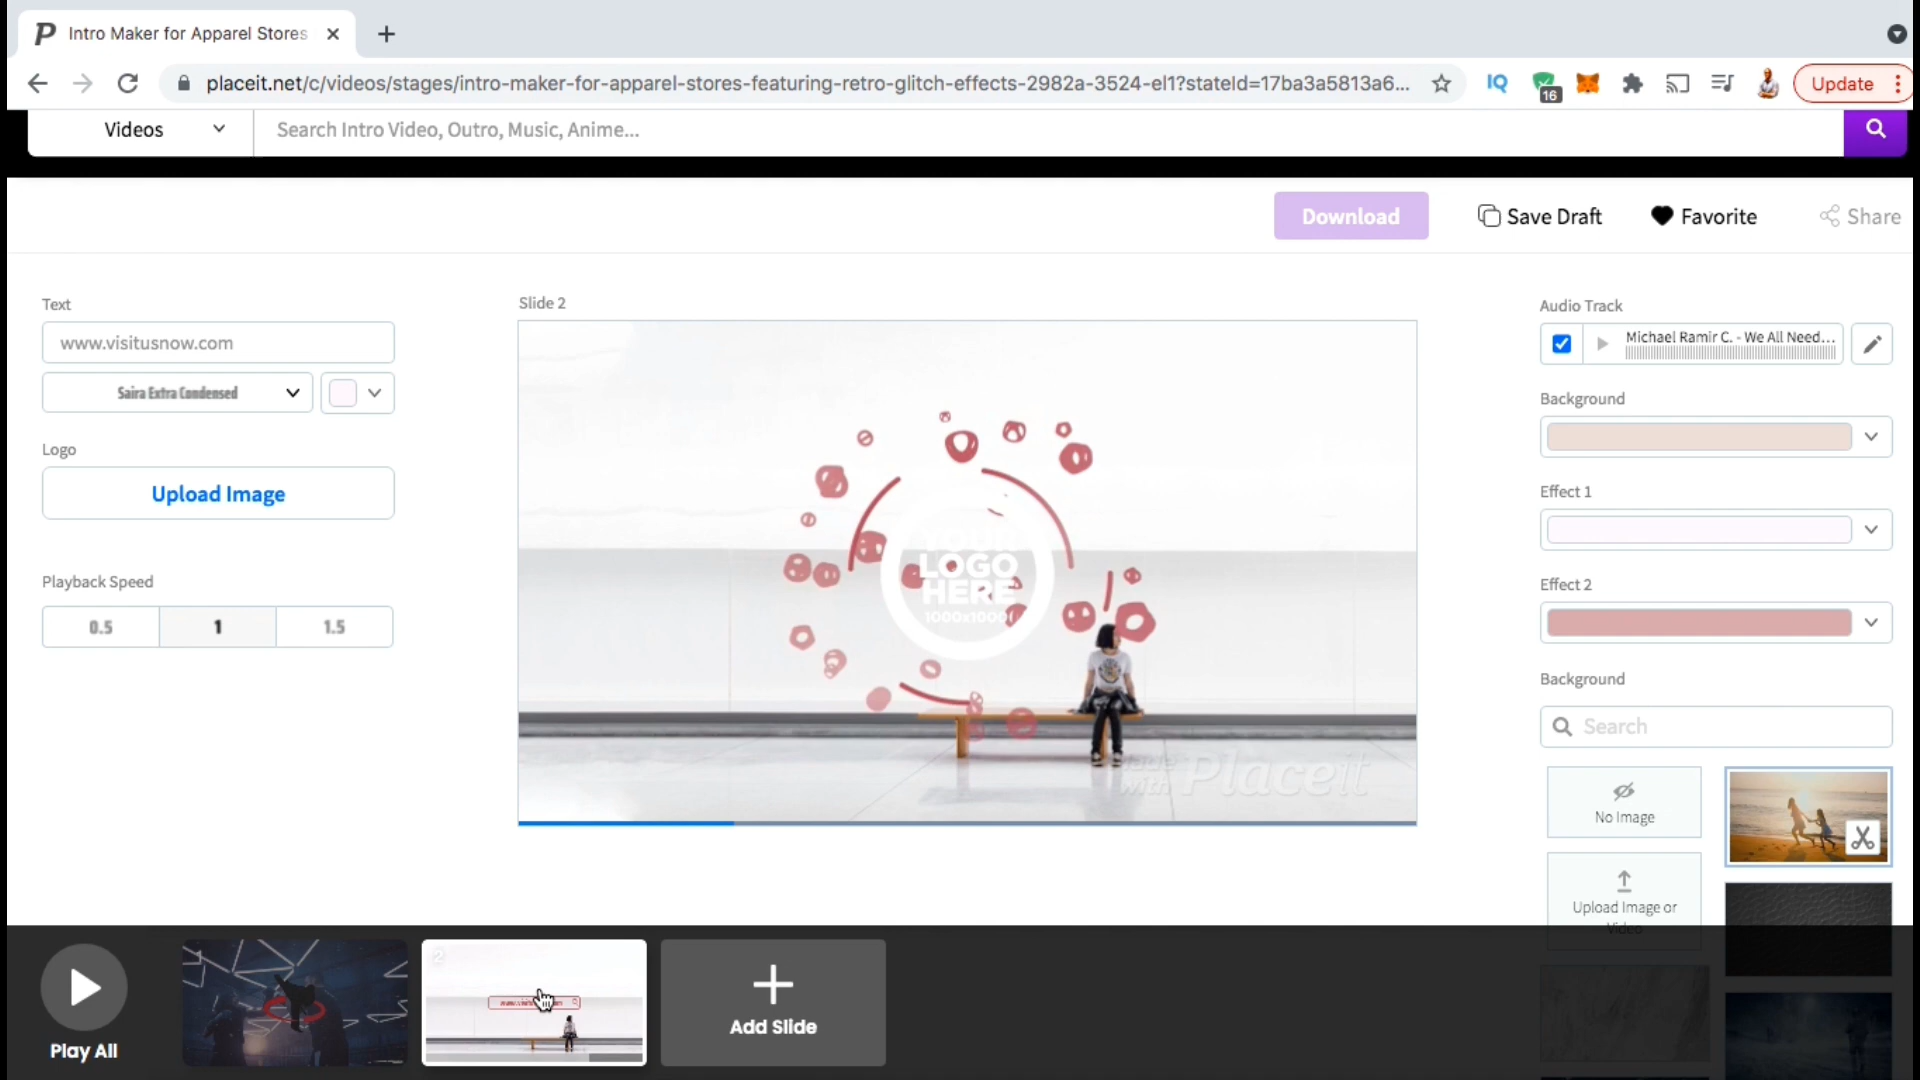 Intro Maker for Apparel Stores
placeit.net/c/videos/stages/intro-maker-for-apparel-stores-featuring-retro-glitch-effects-2982a-3524-el1?stateId=17ba3a5813a6...
IQ
16
Update
Videos
Search Intro Video, Outro, Music, Anime...
Download
Save Draft
Favorite
Share
Text
www.visitusnow.com
Saira Extra Condensed
Logo
Upload Image
Playback Speed
0.5
1
1.5
Slide 2
YOUR
LOGO
HERE
1000x1000
Made
with Placeit
Audio Track
Michael Ramir C. - We All Need...
Background
Effect 1
Effect 2
Background
Search
No Image
Upload Image or
Video
Play All
2
Add Slide